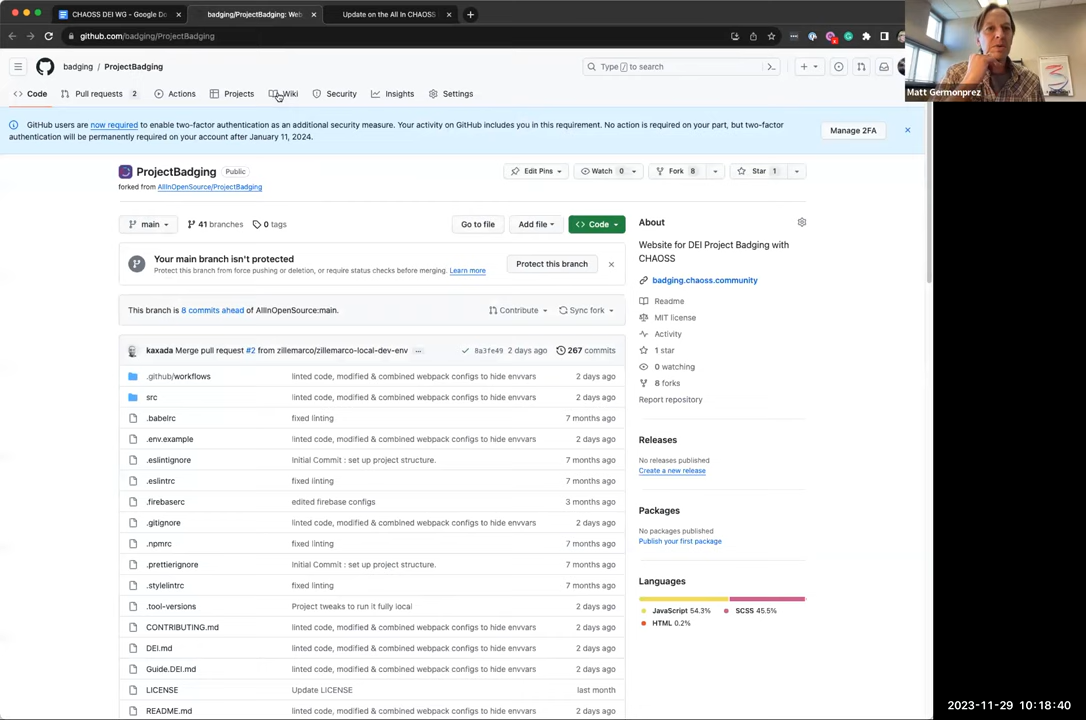 CHAOSS DEI WG - Google Do
badging/ProjectBadging: Web
Update on the All In CHAOSS
github.com/badging/ProjectBadging
badging / ProjectBadging
Type / to search
Code
Pull requests 2
Actions
Projects
Wiki
Security
Insights
Settings
GitHub users are now required to enable two-factor authentication as an additional security measure. Your activity on GitHub includes you in this requirement. No action is required on your part, but two-factor
authentication will be permanently required on your account after January 11, 2024.
Manage 2FA
ProjectBadging Public
forked from AllInOpenSource/ProjectBadging
Edit Pins
Watch 0
Fork 8
Star 1
main
41 branches
0 tags
Go to file
Add file
Code
Your main branch isn't protected
Protect this branch from force pushing or deletion, or require status checks before merging. Learn more
Protect this branch
This branch is 8 commits ahead of AllInOpenSource:main.
Contribute
Sync fork
kaxada Merge pull request #2 from zillemarco/zillemarco-local-dev-env ... 8a3fe49 2 days ago 267 commits
.github/workflows linted code, modified & combined webpack configs to hide envvars 2 days ago
src linted code, modified & combined webpack configs to hide envvars 2 days ago
.babelrc fixed linting 7 months ago
.env.example linted code, modified & combined webpack configs to hide envvars 2 days ago
.eslintignore Initial Commit : set up project structure. 7 months ago
.eslintrc fixed linting 7 months ago
.firebaserc edited firebase configs 3 months ago
.gitignore linted code, modified & combined webpack configs to hide envvars 2 days ago
.npmrc fixed linting 7 months ago
.prettierignore Initial Commit : set up project structure. 7 months ago
.stylelintrc fixed linting 7 months ago
.tool-versions Project tweaks to run it fully local 2 days ago
CONTRIBUTING.md linted code, modified & combined webpack configs to hide envvars 2 days ago
DEI.md linted code, modified & combined webpack configs to hide envvars 2 days ago
Guide.DEI.md linted code, modified & combined webpack configs to hide envvars 2 days ago
LICENSE Update LICENSE last month
README.md linted code, modified & combined webpack configs to hide envvars 2 days ago
About
Website for DEI Project Badging with
CHAOSS
badging.chaoss.community
Readme
MIT license
Activity
1 star
0 watching
8 forks
Report repository
Releases
No releases published
Create a new release
Packages
No packages published
Publish your first package
Languages
JavaScript 54.3% SCSS 45.5%
HTML 0.2%
Matt Germonprez
2023-11-29 10:18:40